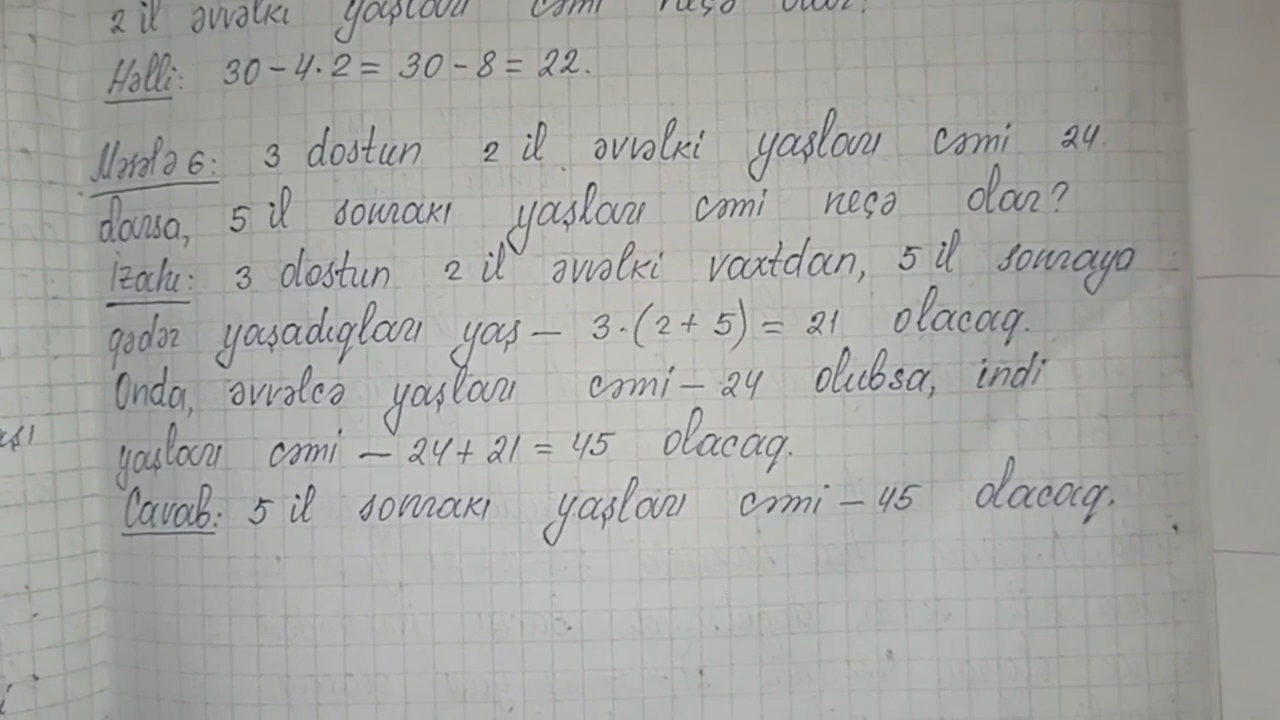 2 il əvvəlki yaşları cəmi neçə olar?
Həlli: 30 - 4·2 = 30 - 8 = 22.
Məsələ 6: 3 dostun 2 il əvvəlki yaşları cəmi 24
darsa, 5 il sonrakı yaşları cəmi neçə olar?
İzahı: 3 dostun 2 il əvvəlki vaxtdan, 5 il sonraya
qədər yaşadıqları yaş - 3·(2 + 5) = 21 olacaq.
Onda, əvvəlcə yaşları cəmi - 24 olubsa, indi
yaşları cəmi - 24 + 21 = 45 olacaq.
Cavab: 5 il sonrakı yaşları cəmi - 45 olacaq.